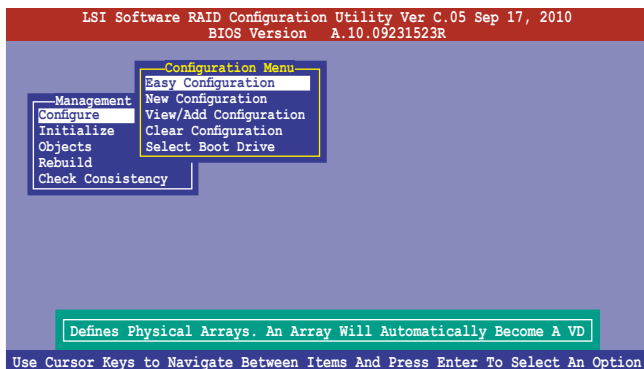 LSI Software RAID Configuration Utility Ver C.05 Sep 17, 2010
BIOS Version A.10.09231523R
Configuration Menu
Easy Configuration
New Configuration
View/Add Configuration
Clear Configuration
Select Boot Drive
Management
Configure
Initialize
Objects
Rebuild
Check Consistency
Defines Physical Arrays. An Array Will Automatically Become A VD
Use Cursor Keys to Navigate Between Items And Press Enter To Select An Option